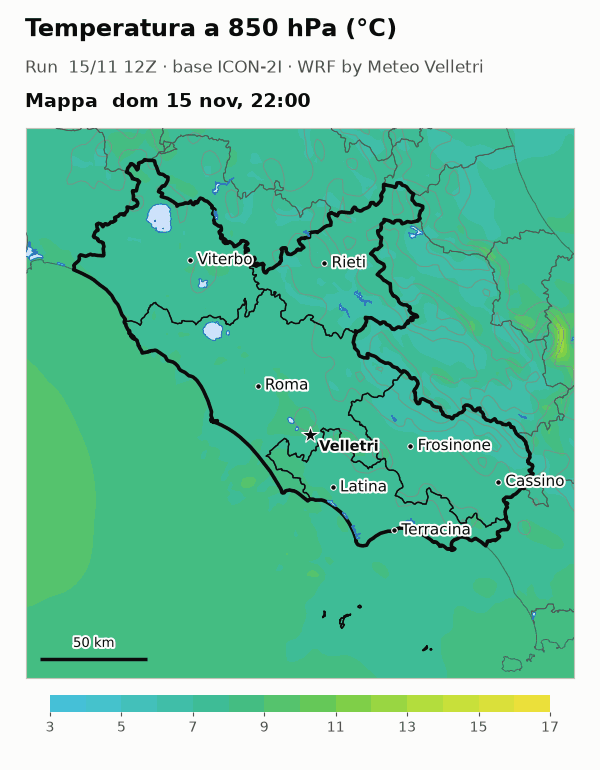 Temperatura a 850 hPa (°C)
Run  15/11 12Z · base ICON-2I · WRF by Meteo Velletri
Mappa  dom 15 nov, 22:00
Viterbo
Rieti
Roma
Velletri
Frosinone
Latina
Cassino
Terracina
50 km
3 5 7 9 11 13 15 17